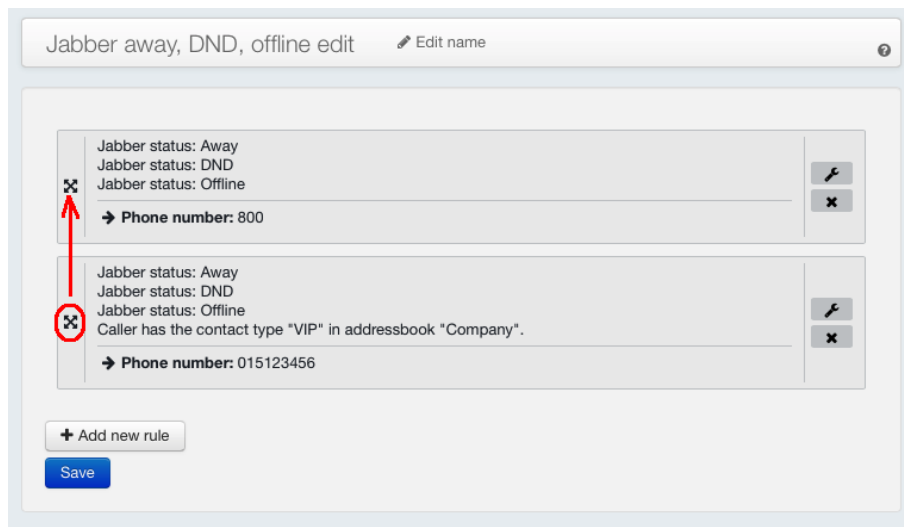 Jabber away, DND, offline edit
Edit name
Jabber status: Away
Jabber status: DND
Jabber status: Offline
Phone number: 800
Jabber status: Away
Jabber status: DND
Jabber status: Offline
Caller has the contact type "VIP" in addressbook "Company".
Phone number: 015123456
Add new rule
Save